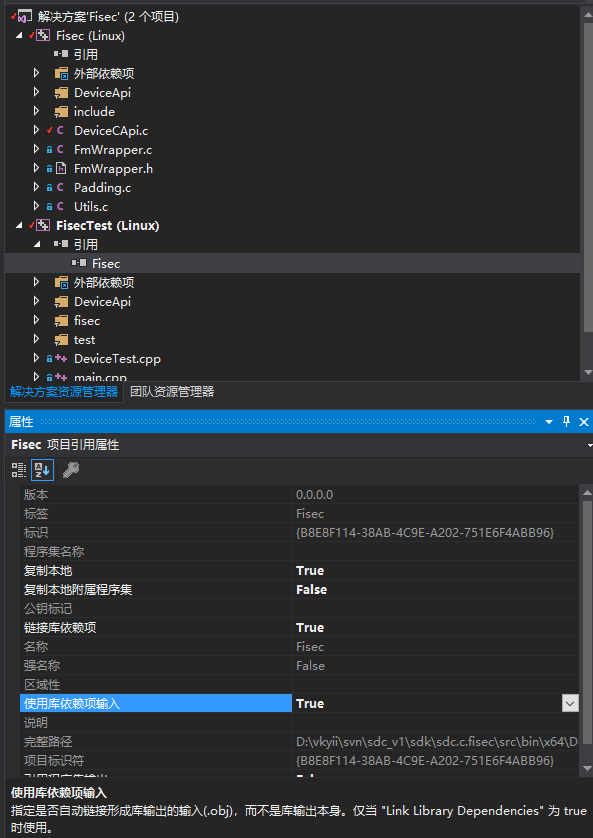 解决方案'Fisec' (2 个项目)
Fisec (Linux)
引用
外部依赖项
DeviceApi
include
DeviceCApi.c
FmWrapper.c
FmWrapper.h
Padding.c
Utils.c
FisecTest (Linux)
引用
Fisec
外部依赖项
DeviceApi
fisec
test
DeviceTest.cpp
main.cpp
解决方案资源管理器 团队资源管理器
属性
Fisec 项目引用属性
版本 0.0.0.0
标签 Fisec
标识 {B8E8F114-38AB-4C9E-A202-751E6F4ABB96}
程序集名称
复制本地 True
复制本地附属程序集 False
公钥标记
链接库依赖项 True
名称 Fisec
强名称 False
区域性
使用库依赖项输入 True
说明
完整路径 D:\vkyii\svn\sdc_v1\sdk\sdc.c.fisec\src\bin\x64\D
项目标识符 {B8E8F114-38AB-4C9E-A202-751E6F4ABB96}
使用库依赖项输入
指定是否自动链接形成库输出的输入(.obj)，而不是库输出本身。仅当 "Link Library Dependencies" 为 true
时使用。